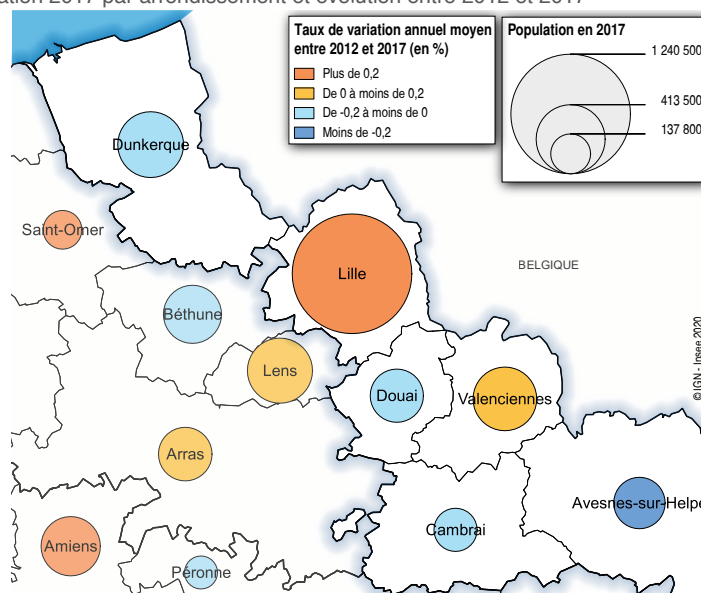 ation 2017 par arrondissement et évolution entre 2012 et 2017
Taux de variation annuel moyen
entre 2012 et 2017 (en %)
Plus de 0,2
De 0 à moins de 0,2
De -0,2 à moins de 0
Moins de -0,2
Population en 2017
1 240 500
413 500
137 800
Dunkerque
Saint-Omer
Lille
BELGIQUE
Béthune
Lens
Douai
Valenciennes
Arras
Avesnes-sur-Helpe
Cambrai
Amiens
Péronne
© IGN - Insee 2020